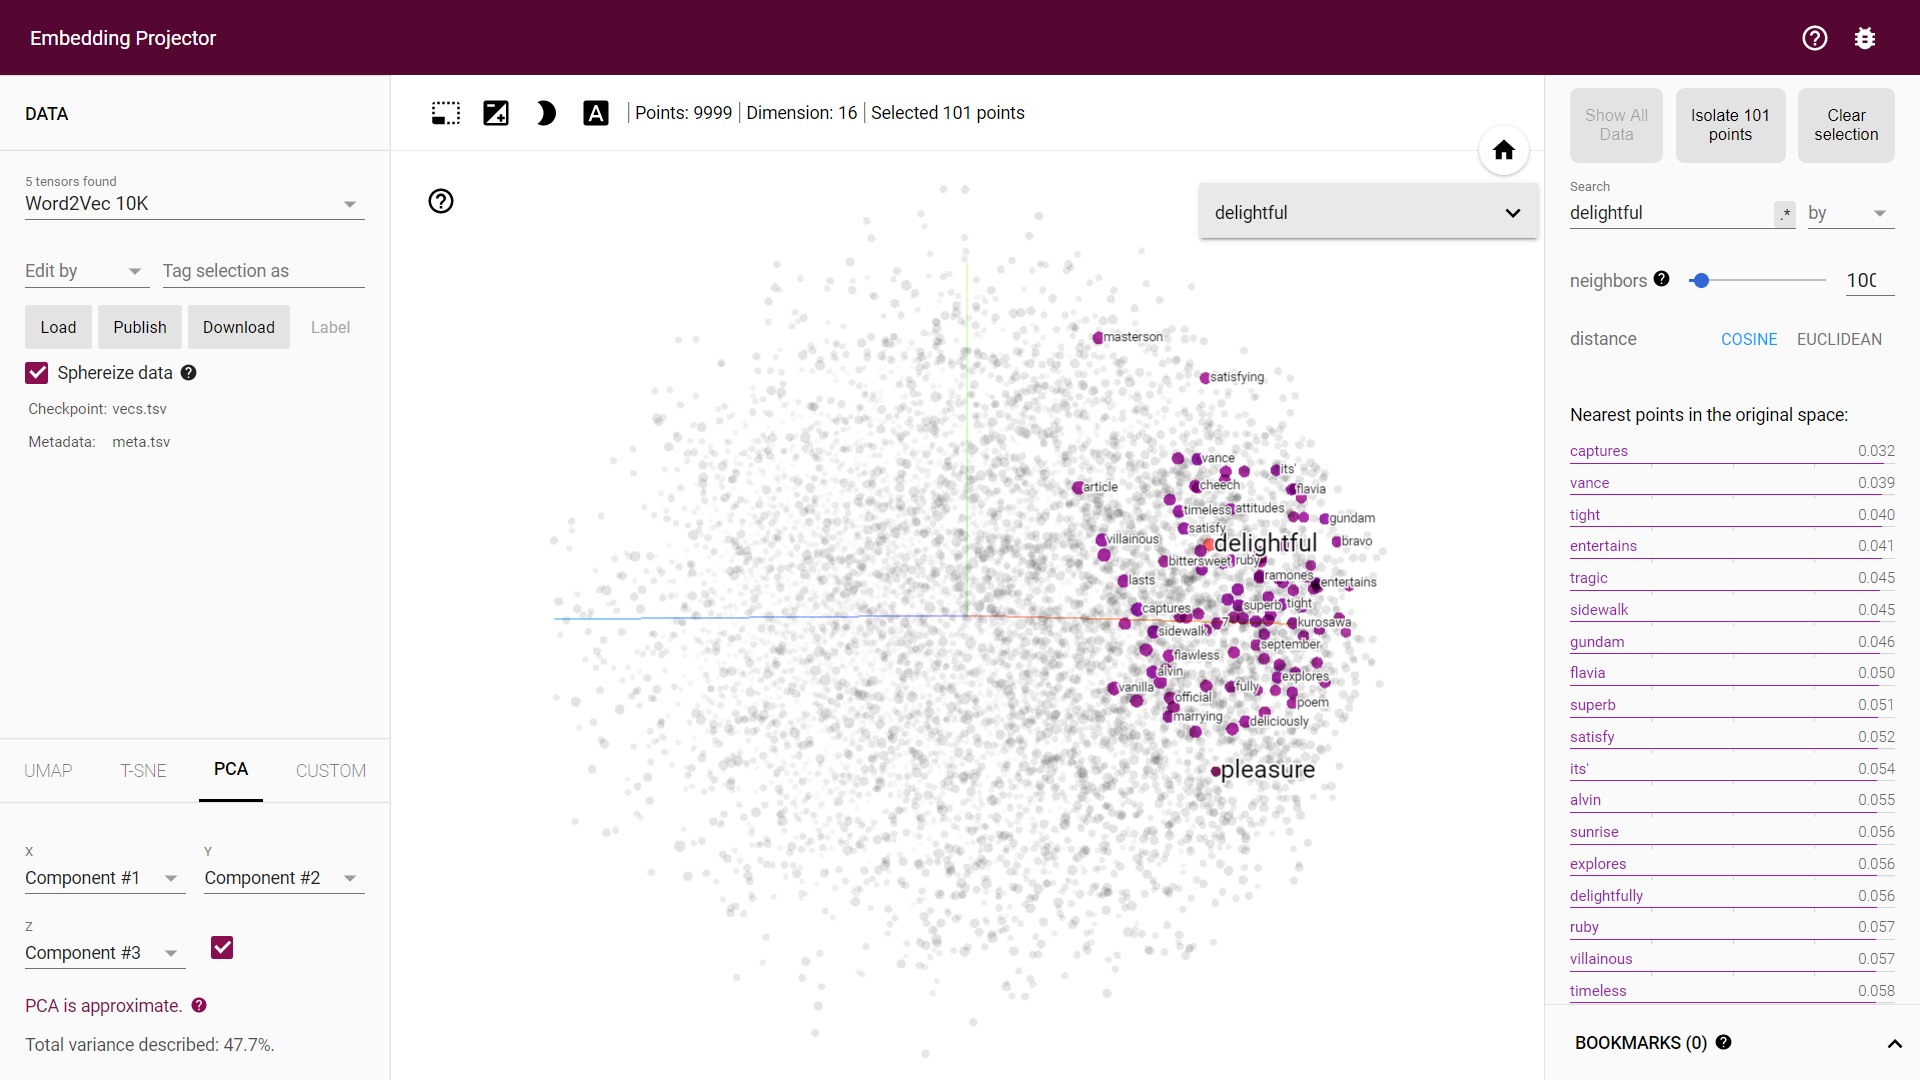 Embedding Projector
DATA
5 tensors found
Word2Vec 10K
Edit by
Tag selection as
Load
Publish
Download
Label
Sphereize data
Checkpoint: vecs.tsv
Metadata: meta.tsv
UMAP
T-SNE
PCA
CUSTOM
X
Component #1
Y
Component #2
Z
Component #3
PCA is approximate.
Total variance described: 47.7%.
A
Points: 9999
Dimension: 16
Selected 101 points
delightful
masterson
satisfying
vance
its'
article
cheech
flavia
timeless
attitudes
gundam
satisfy
villainous
delightful
bravo
bittersweet
ruby
ramones
lasts
entertains
captures
superb
tight
7
kurosawa
sidewalk
september
flawless
alvin
explores
vanilla
fully
official
poem
marrying
deliciously
pleasure
Show All Data
Isolate 101 points
Clear selection
Search
delightful
.*
by
neighbors
100
distance
COSINE
EUCLIDEAN
Nearest points in the original space:
captures 0.032
vance 0.039
tight 0.040
entertains 0.041
tragic 0.045
sidewalk 0.045
gundam 0.046
flavia 0.050
superb 0.051
satisfy 0.052
its' 0.054
alvin 0.055
sunrise 0.056
explores 0.056
delightfully 0.056
ruby 0.057
villainous 0.057
timeless 0.058
BOOKMARKS (0)